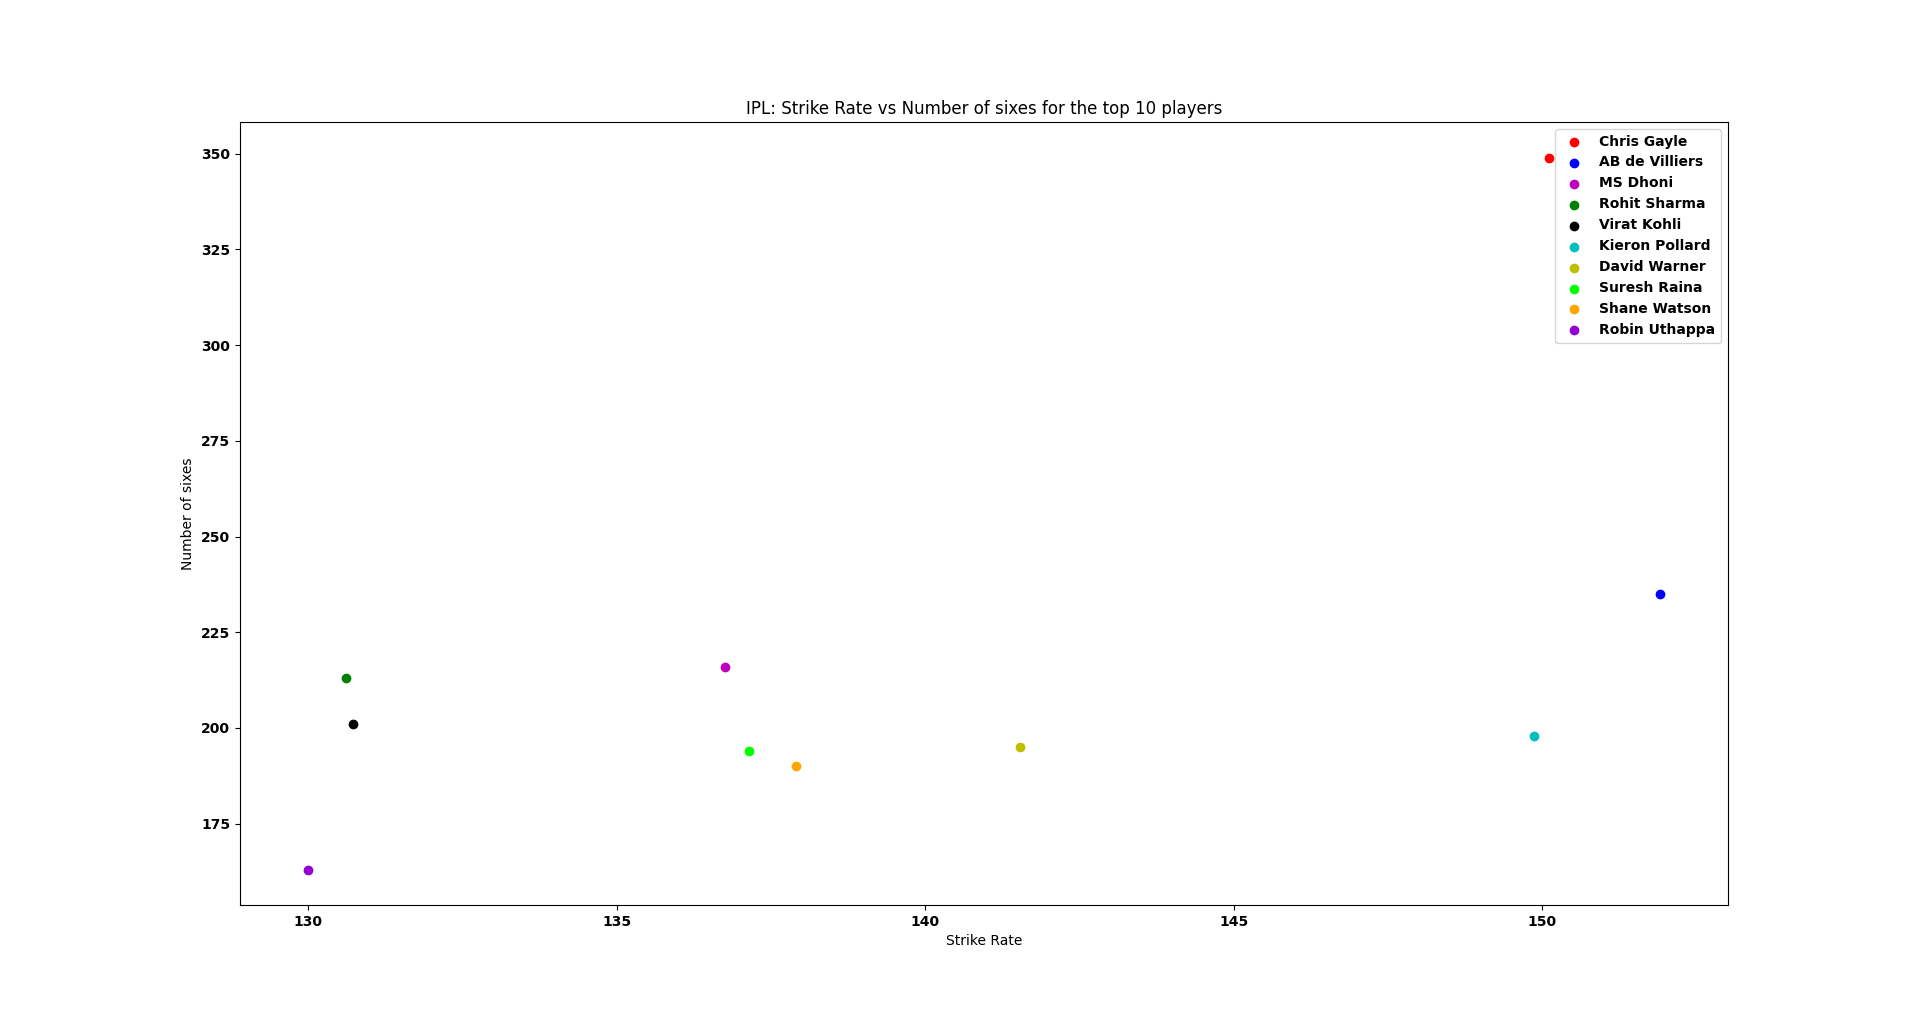 IPL: Strike Rate vs Number of sixes for the top 10 players
350
325
300
275
250
225
200
175
Number of sixes
Chris Gayle
AB de Villiers
MS Dhoni
Rohit Sharma
Virat Kohli
Kieron Pollard
David Warner
Suresh Raina
Shane Watson
Robin Uthappa
130 135 140 145 150
Strike Rate